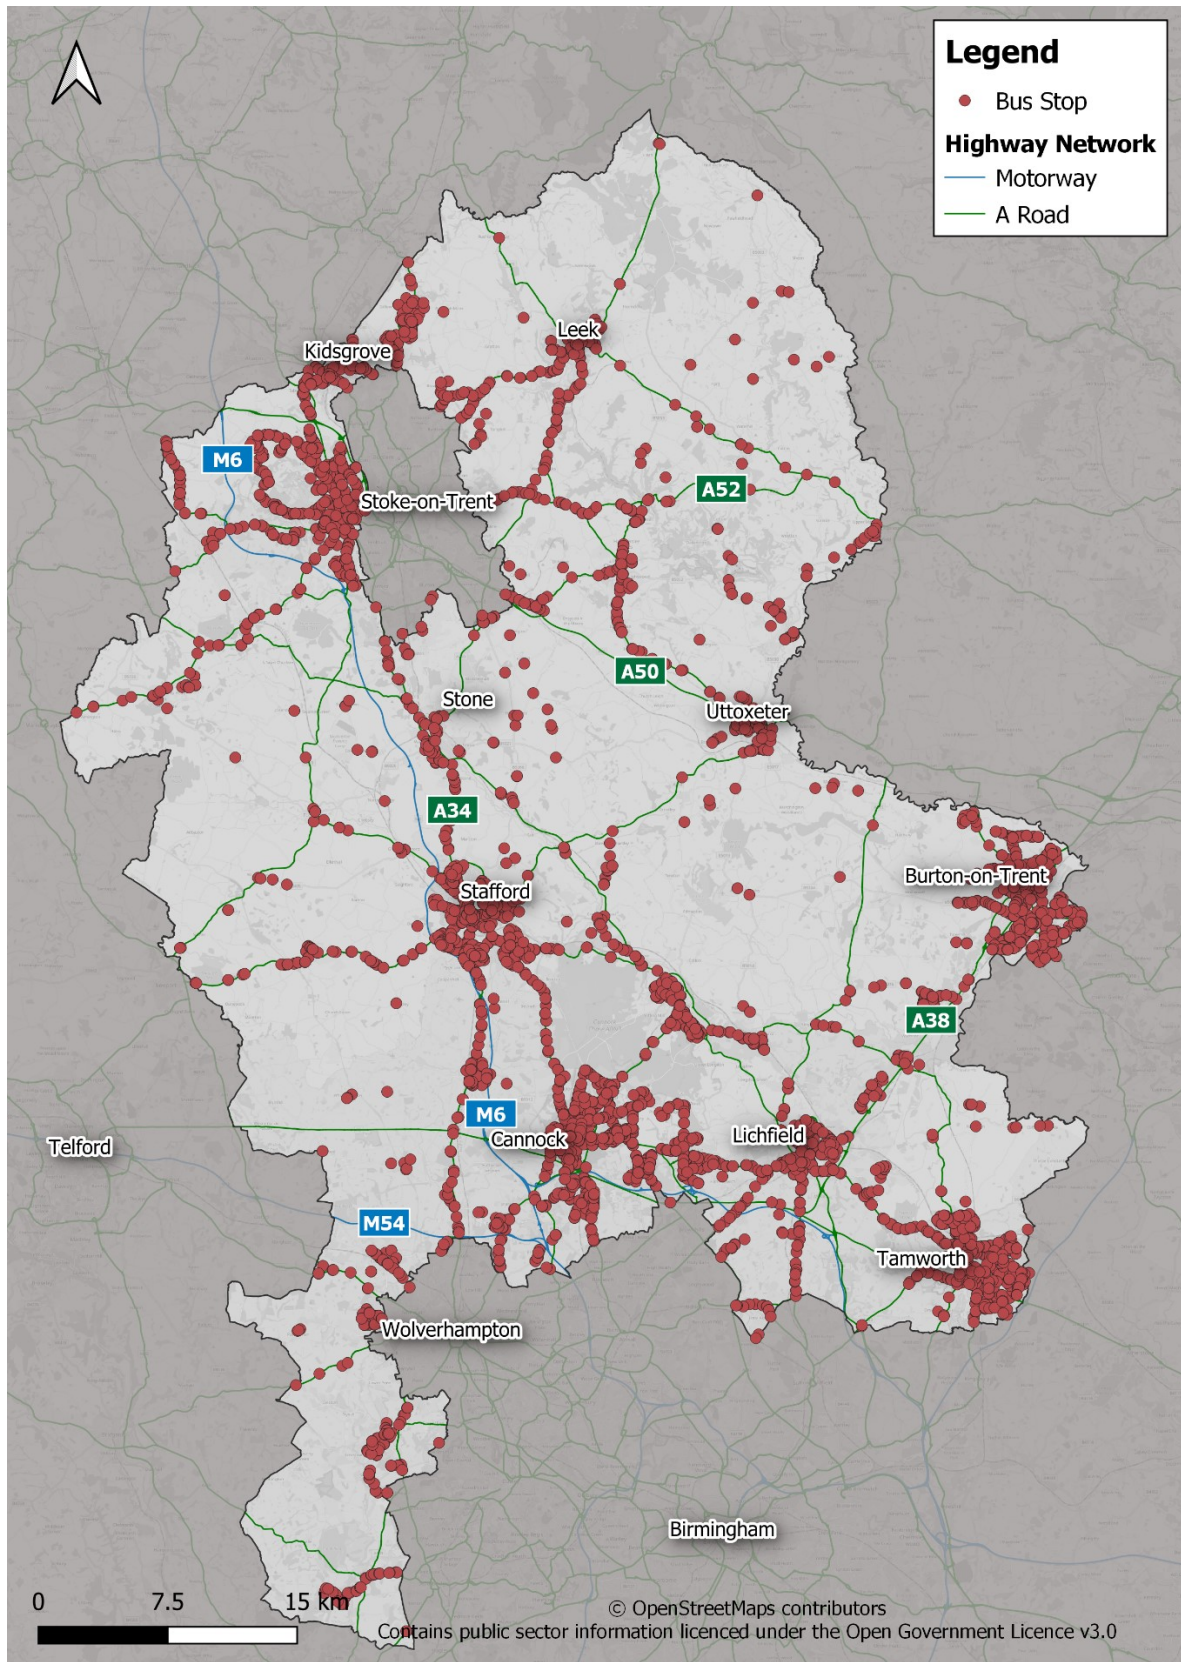 Legend
Bus Stop
Highway Network
Motorway
A Road
Leek
Kidsgrove
M6
Stoke-on-Trent
A52
A50
Stone
Uttoxeter
A34
Burton-on-Trent
Stafford
A38
M6
Cannock
Lichfield
Telford
M54
Tamworth
Wolverhampton
Birmingham
0 7.5 15 km
© OpenStreetMaps contributors
Contains public sector information licenced under the Open Government Licence v3.0